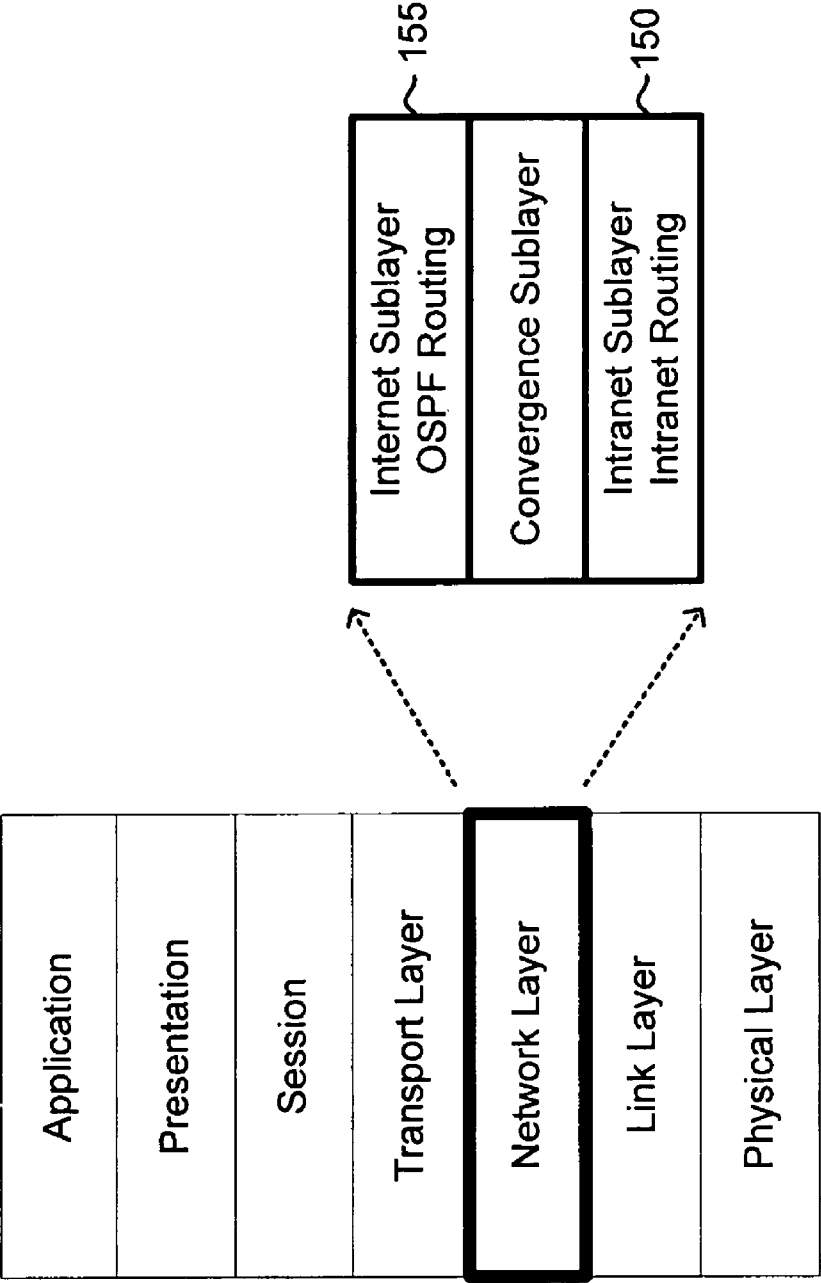 Application
Presentation
Session
Transport Layer
Network Layer
Link Layer
Physical Layer
Internet Sublayer
OSPF Routing
155
Convergence Sublayer
Intranet Sublayer
Intranet Routing
150